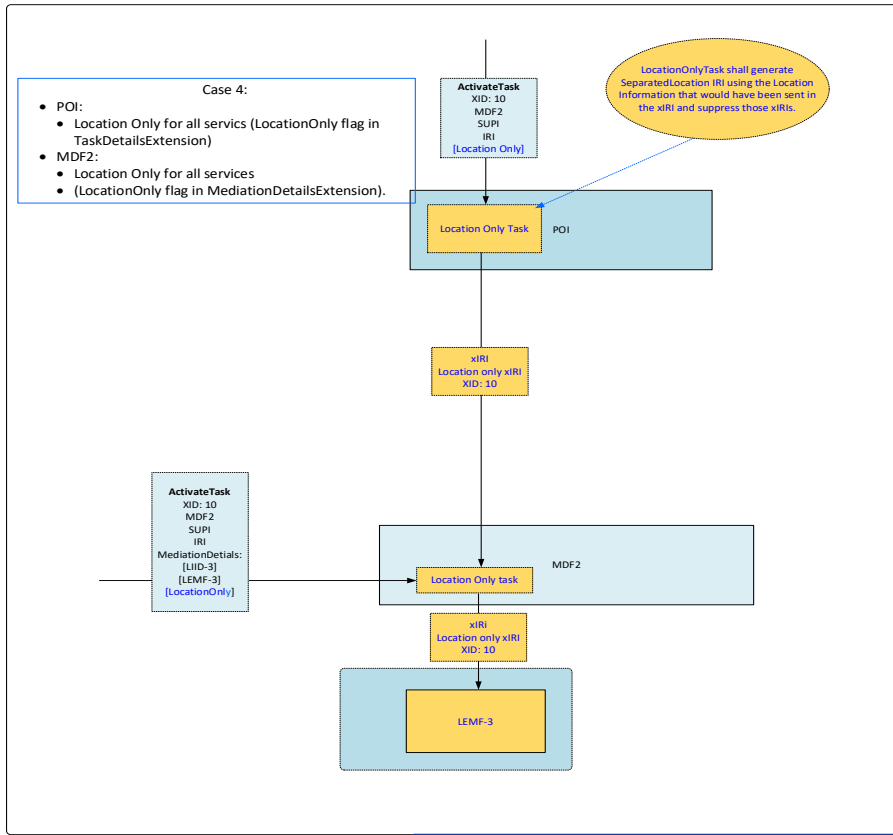 Case 4:
• POI:
• Location Only for all servics (LocationOnly flag in
TaskDetailsExtension)
• MDF2:
• Location Only for all services
• (LocationOnly flag in MediationDetailsExtension).
ActivateTask
XID: 10
MDF2
SUPI
IRI
[Location Only]
LocationOnlyTask shall generate
SeparatedLocation IRI using the Location
Information that would have been sent in
the xIRI and suppress those xIRIs.
Location Only Task
POI
xIRI
Location only xIRI
XID: 10
ActivateTask
XID: 10
MDF2
SUPI
IRI
MediationDetials:
[LIID-3]
[LEMF-3]
[LocationOnly]
Location Only task
MDF2
xIRi
Location only xIRI
XID: 10
LEMF-3